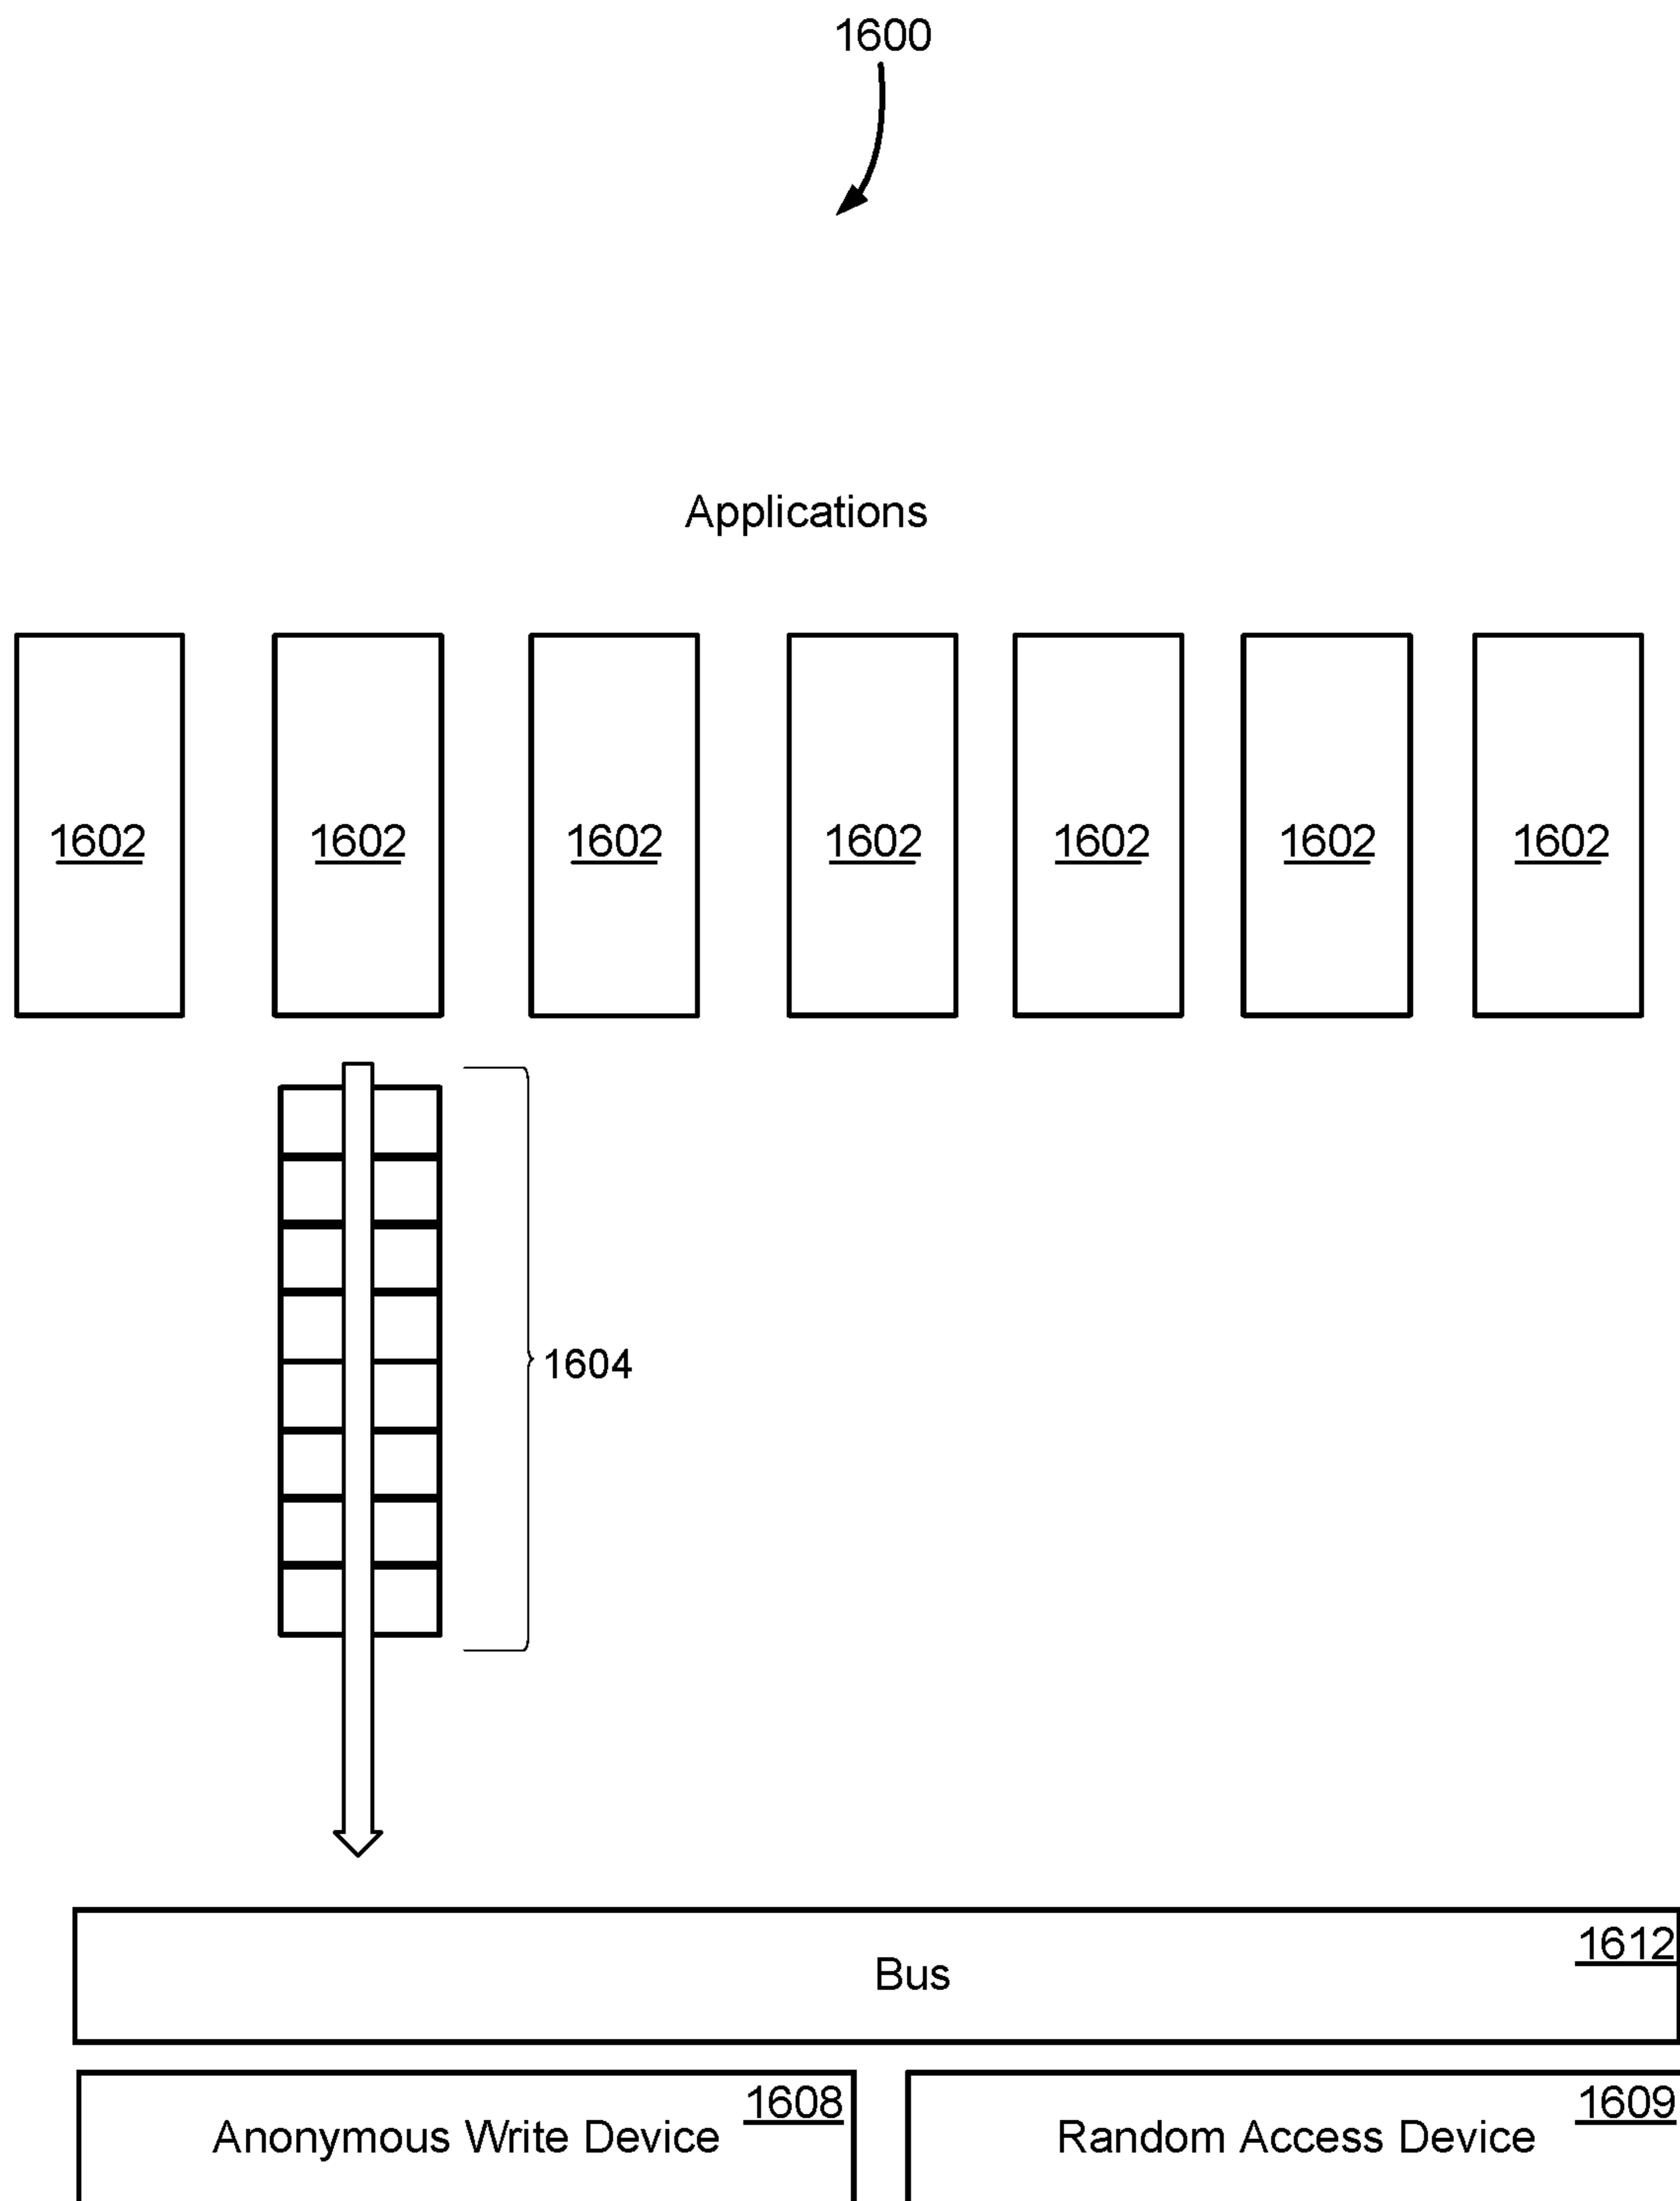 1600
Applications
1602 1602 1602 1602 1602 1602 1602
1604
1612
Bus
1608
Anonymous Write Device
1609
Random Access Device